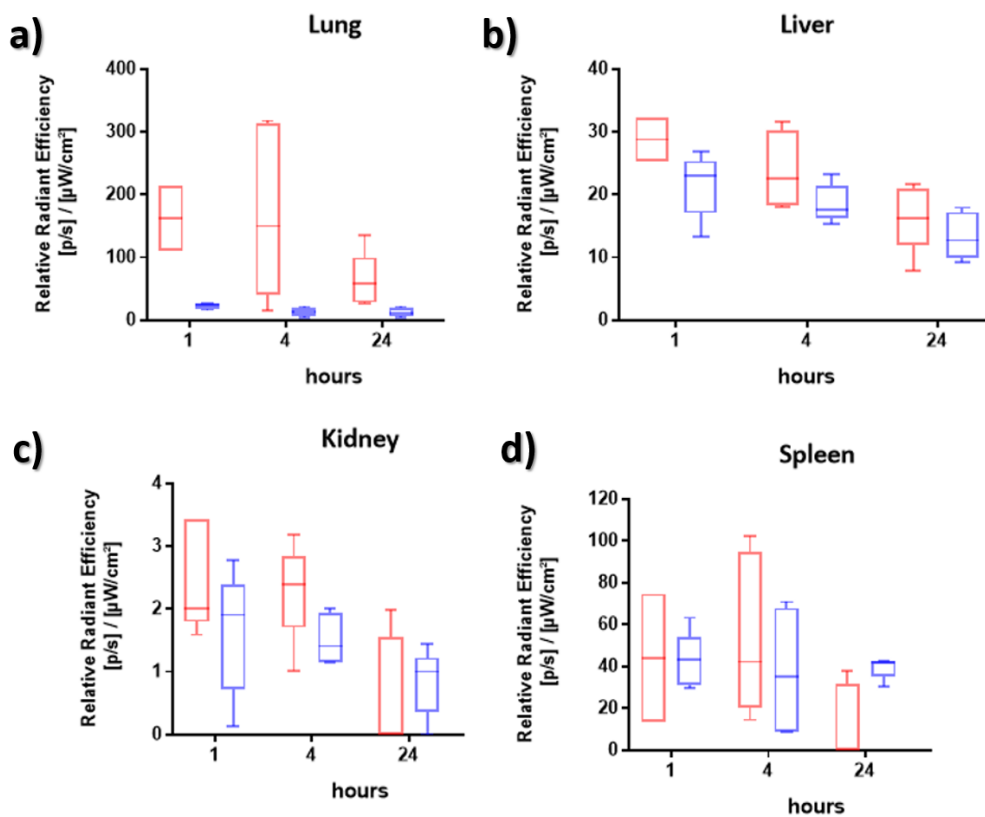 a)
Lung
Relative Radiant Efficiency
[p/s] / [µW/cm²]
400
300
200
100
0
1 4 24
hours
b)
Liver
Relative Radiant Efficiency
[p/s] / [µW/cm²]
40
30
20
10
0
1 4 24
hours
c)
Kidney
Relative Radiant Efficiency
[p/s] / [µW/cm²]
4
3
2
1
0
1 4 24
hours
d)
Spleen
Relative Radiant Efficiency
[p/s] / [µW/cm²]
120
100
80
60
40
20
0
1 4 24
hours